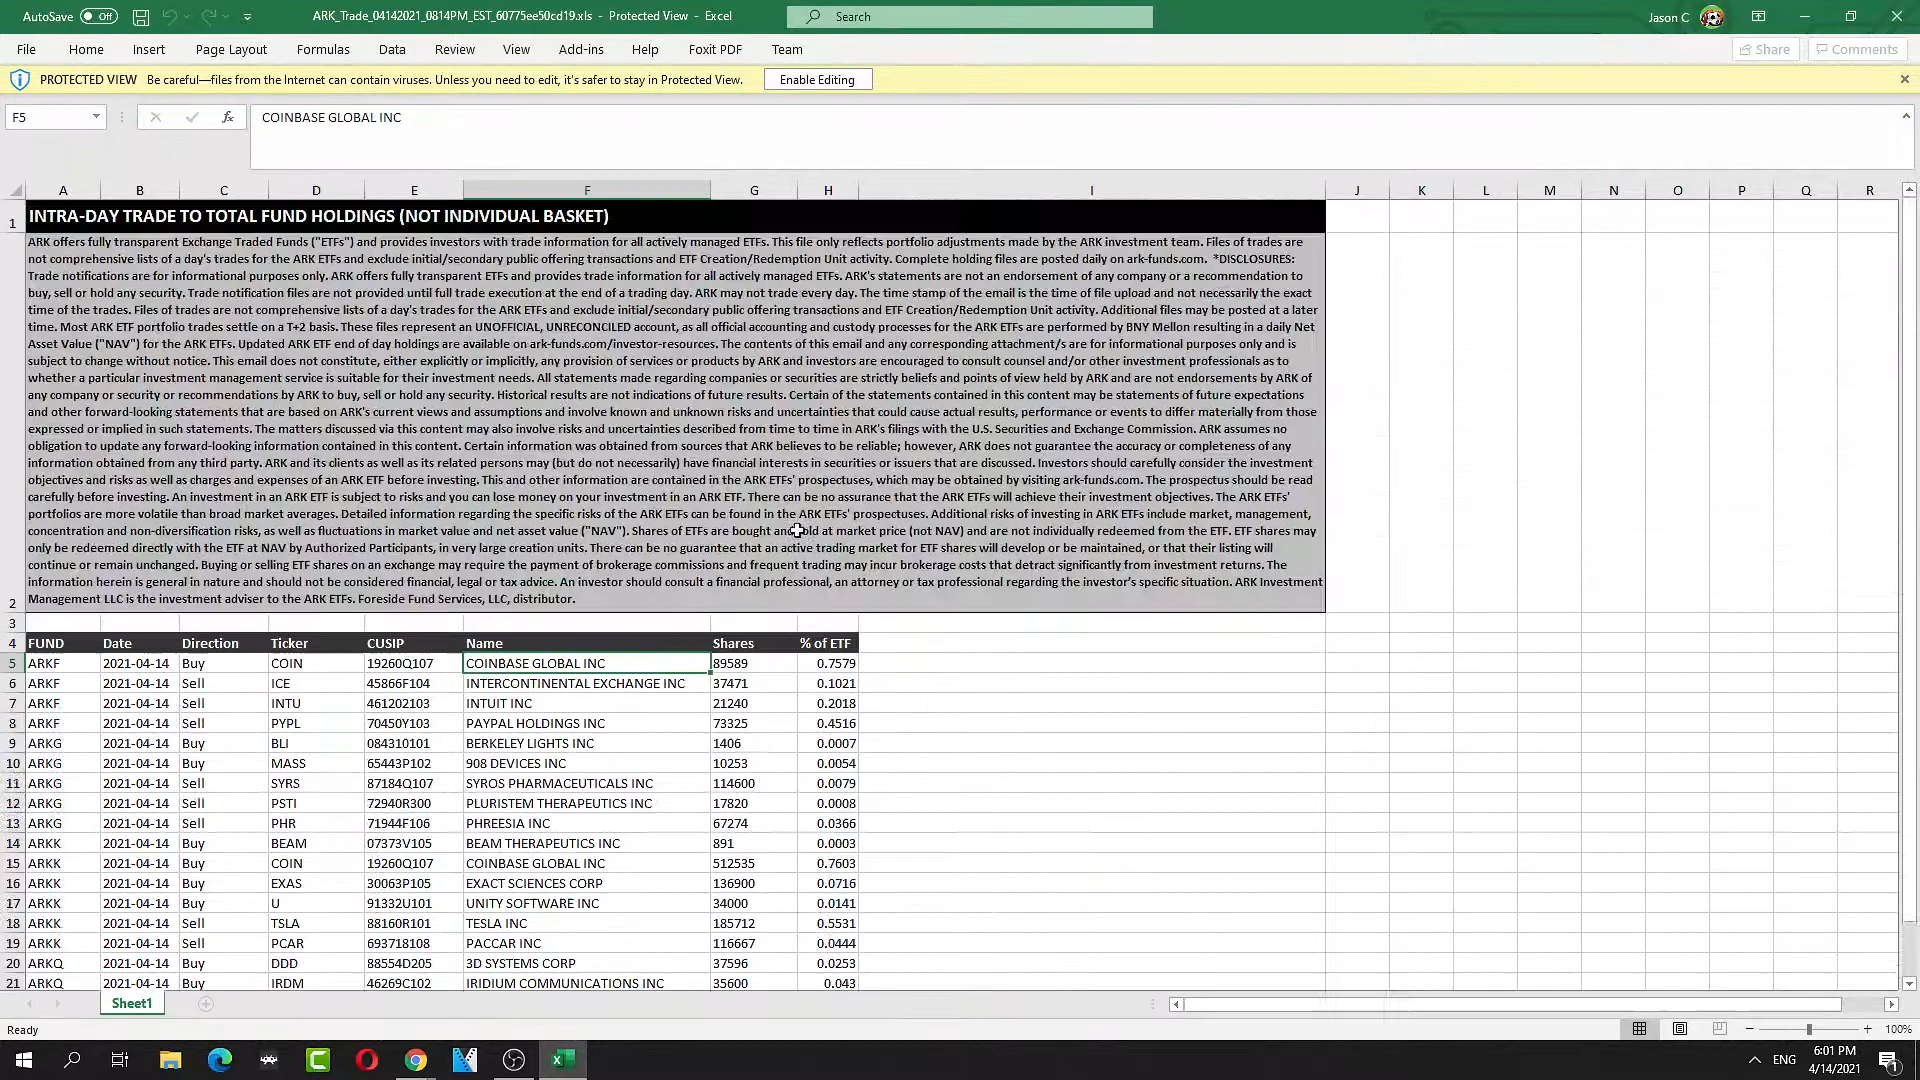 AutoSave Off ARK_Trade_04142021_0814PM_EST_60775ee50cd19.xls - Protected View - Excel Search Jason C
File Home Insert Page Layout Formulas Data Review View Add-ins Help Foxit PDF Team Share Comments
PROTECTED VIEW Be careful—files from the Internet can contain viruses. Unless you need to edit, it's safer to stay in Protected View. Enable Editing
F5 fx COINBASE GLOBAL INC
A B C D E F G H I J K L M N O P Q R
1 INTRA-DAY TRADE TO TOTAL FUND HOLDINGS (NOT INDIVIDUAL BASKET)
ARK offers fully transparent Exchange Traded Funds ("ETFs") and provides investors with trade information for all actively managed ETFs. This file only reflects portfolio adjustments made by the ARK investment team. Files of trades are
not comprehensive lists of a day's trades for the ARK ETFs and exclude initial/secondary public offering transactions and ETF Creation/Redemption Unit activity. Complete holding files are posted daily on ark-funds.com. *DISCLOSURES:
Trade notifications are for informational purposes only. ARK offers fully transparent ETFs and provides trade information for all actively managed ETFs. ARK's statements are not an endorsement of any company or a recommendation to
buy, sell or hold any security. Trade notification files are not provided until full trade execution at the end of a trading day. ARK may not trade every day. The time stamp of the email is the time of file upload and not necessarily the exact
time of the trades. Files of trades are not comprehensive lists of a day's trades for the ARK ETFs and exclude initial/secondary public offering transactions and ETF Creation/Redemption Unit activity. Additional files may be posted at a later
time. Most ARK ETF portfolio trades settle on a T+2 basis. These files represent an UNOFFICIAL, UNRECONCILED account, as all official accounting and custody processes for the ARK ETFs are performed by BNY Mellon resulting in a daily Net
Asset Value ("NAV") for the ARK ETFs. Updated ARK ETF end of day holdings are available on ark-funds.com/investor-resources. The contents of this email and any corresponding attachment/s are for informational purposes only and is
subject to change without notice. This email does not constitute, either explicitly or implicitly, any provision of services or products by ARK and investors are encouraged to consult counsel and/or other investment professionals as to
whether a particular investment management service is suitable for their investment needs. All statements made regarding companies or securities are strictly beliefs and points of view held by ARK and are not endorsements by ARK of
any company or security or recommendations by ARK to buy, sell or hold any security. Historical results are not indications of future results. Certain of the statements contained in this content may be statements of future expectations
and other forward-looking statements that are based on ARK's current views and assumptions and involve known and unknown risks and uncertainties that could cause actual results, performance or events to differ materially from those
expressed or implied in such statements. The matters discussed via this content may also involve risks and uncertainties described from time to time in ARK's filings with the U.S. Securities and Exchange Commission. ARK assumes no
obligation to update any forward-looking information contained in this content. Certain information was obtained from sources that ARK believes to be reliable; however, ARK does not guarantee the accuracy or completeness of any
information obtained from any third party. ARK and its clients as well as its related persons may (but do not necessarily) have financial interests in securities or issuers that are discussed. Investors should carefully consider the investment
objectives and risks as well as charges and expenses of an ARK ETF before investing. This and other information are contained in the ARK ETFs' prospectuses, which may be obtained by visiting ark-funds.com. The prospectus should be read
carefully before investing. An investment in an ARK ETF is subject to risks and you can lose money on your investment in an ARK ETF. There can be no assurance that the ARK ETFs will achieve their investment objectives. The ARK ETFs'
portfolios are more volatile than broad market averages. Detailed information regarding the specific risks of the ARK ETFs can be found in the ARK ETFs' prospectuses. Additional risks of investing in ARK ETFs include market, management,
concentration and non-diversification risks, as well as fluctuations in market value and net asset value ("NAV"). Shares of ETFs are bought and sold at market price (not NAV) and are not individually redeemed from the ETF. ETF shares may
only be redeemed directly with the ETF at NAV by Authorized Participants, in very large creation units. There can be no guarantee that an active trading market for ETF shares will develop or be maintained, or that their listing will
continue or remain unchanged. Buying or selling ETF shares on an exchange may require the payment of brokerage commissions and frequent trading may incur brokerage costs that detract significantly from investment returns. The
information herein is general in nature and should not be considered financial, legal or tax advice. An investor should consult a financial professional, an attorney or tax professional regarding the investor's specific situation. ARK Investment
2 Management LLC is the investment adviser to the ARK ETFs. Foreside Fund Services, LLC, distributor.
3
4 FUND Date Direction Ticker CUSIP Name Shares % of ETF
5 ARKF 2021-04-14 Buy COIN 19260Q107 COINBASE GLOBAL INC 89589 0.7579
6 ARKF 2021-04-14 Sell ICE 45866F104 INTERCONTINENTAL EXCHANGE INC 37471 0.1021
7 ARKF 2021-04-14 Sell INTU 461202103 INTUIT INC 21240 0.2018
8 ARKF 2021-04-14 Sell PYPL 70450Y103 PAYPAL HOLDINGS INC 73325 0.4516
9 ARKG 2021-04-14 Buy BLI 084310101 BERKELEY LIGHTS INC 1406 0.0007
10 ARKG 2021-04-14 Buy MASS 65443P102 908 DEVICES INC 10253 0.0054
11 ARKG 2021-04-14 Sell SYRS 87184Q107 SYROS PHARMACEUTICALS INC 114600 0.0079
12 ARKG 2021-04-14 Sell PSTI 72940R300 PLURISTEM THERAPEUTICS INC 17820 0.0008
13 ARKG 2021-04-14 Sell PHR 71944F106 PHREESIA INC 67274 0.0366
14 ARKK 2021-04-14 Buy BEAM 07373V105 BEAM THERAPEUTICS INC 891 0.0003
15 ARKK 2021-04-14 Buy COIN 19260Q107 COINBASE GLOBAL INC 512535 0.7603
16 ARKK 2021-04-14 Buy EXAS 30063P105 EXACT SCIENCES CORP 136900 0.0716
17 ARKK 2021-04-14 Buy U 91332U101 UNITY SOFTWARE INC 34000 0.0141
18 ARKK 2021-04-14 Sell TSLA 88160R101 TESLA INC 185712 0.5531
19 ARKK 2021-04-14 Sell PCAR 693718108 PACCAR INC 116667 0.0444
20 ARKQ 2021-04-14 Buy DDD 88554D205 3D SYSTEMS CORP 37596 0.0253
21 ARKQ 2021-04-14 Buy IRDM 46269C102 IRIDIUM COMMUNICATIONS INC 35600 0.043
Sheet1
Ready 100%
ENG 6:01 PM
4/14/2021 1